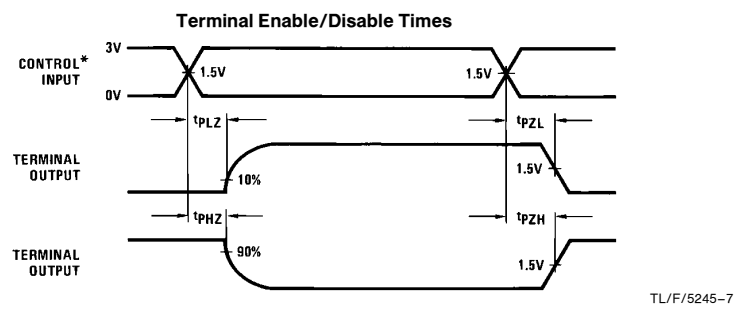 Terminal Enable/Disable Times
CONTROL*
INPUT
3V
0V
1.5V
1.5V
tPLZ
tPZL
TERMINAL
OUTPUT
10%
1.5V
tPHZ
tPZH
TERMINAL
OUTPUT
90%
1.5V
TL/F/5245–7